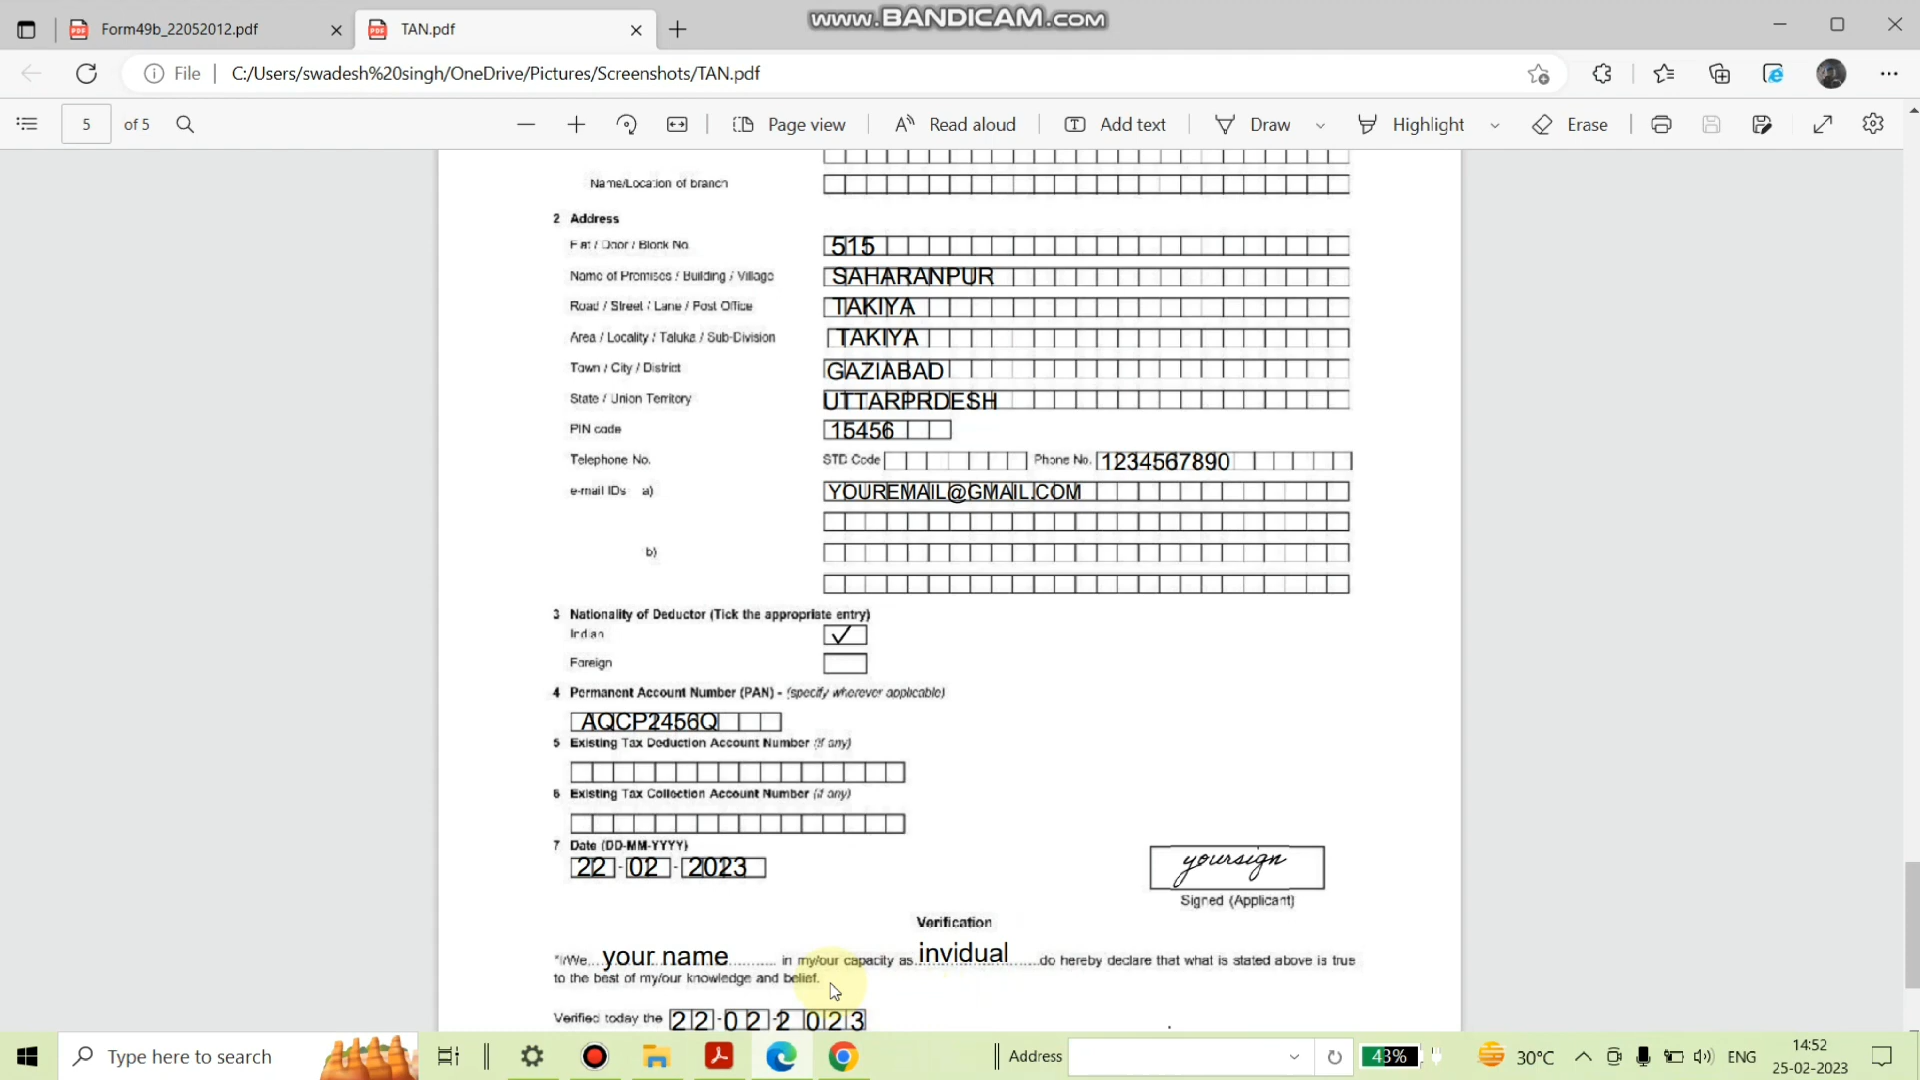 Form49b_22052012.pdf
TAN.pdf
www.BANDICAM.com
File
C:/Users/swadesh%20singh/OneDrive/Pictures/Screenshots/TAN.pdf
5 of 5
Page view
Read aloud
Add text
Draw
Highlight
Erase
Name/Location of branch
2 Address
Flat / Door / Block No 515
Name of Premises / Building / Village SAHARANPUR
Road / Street / Lane / Post Office TAKIYA
Area / Locality / Taluka / Sub-Division TAKIYA
Town / City / District GAZIABAD
State / Union Territory UTTARPRDESH
PIN code 15456
Telephone No. STD Code Phone No. 1234567890
e-mail IDs a) YOUREMAIL@GMAIL.COM
b)
3 Nationality of Deductor (Tick the appropriate entry)
Indian
Foreign
4 Permanent Account Number (PAN) - (specify wherever applicable)
AQCP2456Q
5 Existing Tax Deduction Account Number (if any)
6 Existing Tax Collection Account Number (if any)
7 Date (DD-MM-YYYY)
22 - 02 - 2023
yoursign
Signed (Applicant)
Verification
*I/We... your name ... in my/our capacity as... invidual ...do hereby declare that what is stated above is true
to the best of my/our knowledge and belief.
Verified today the 22-02-2023
Type here to search
Address
43%
30°C
ENG
14:52
25-02-2023